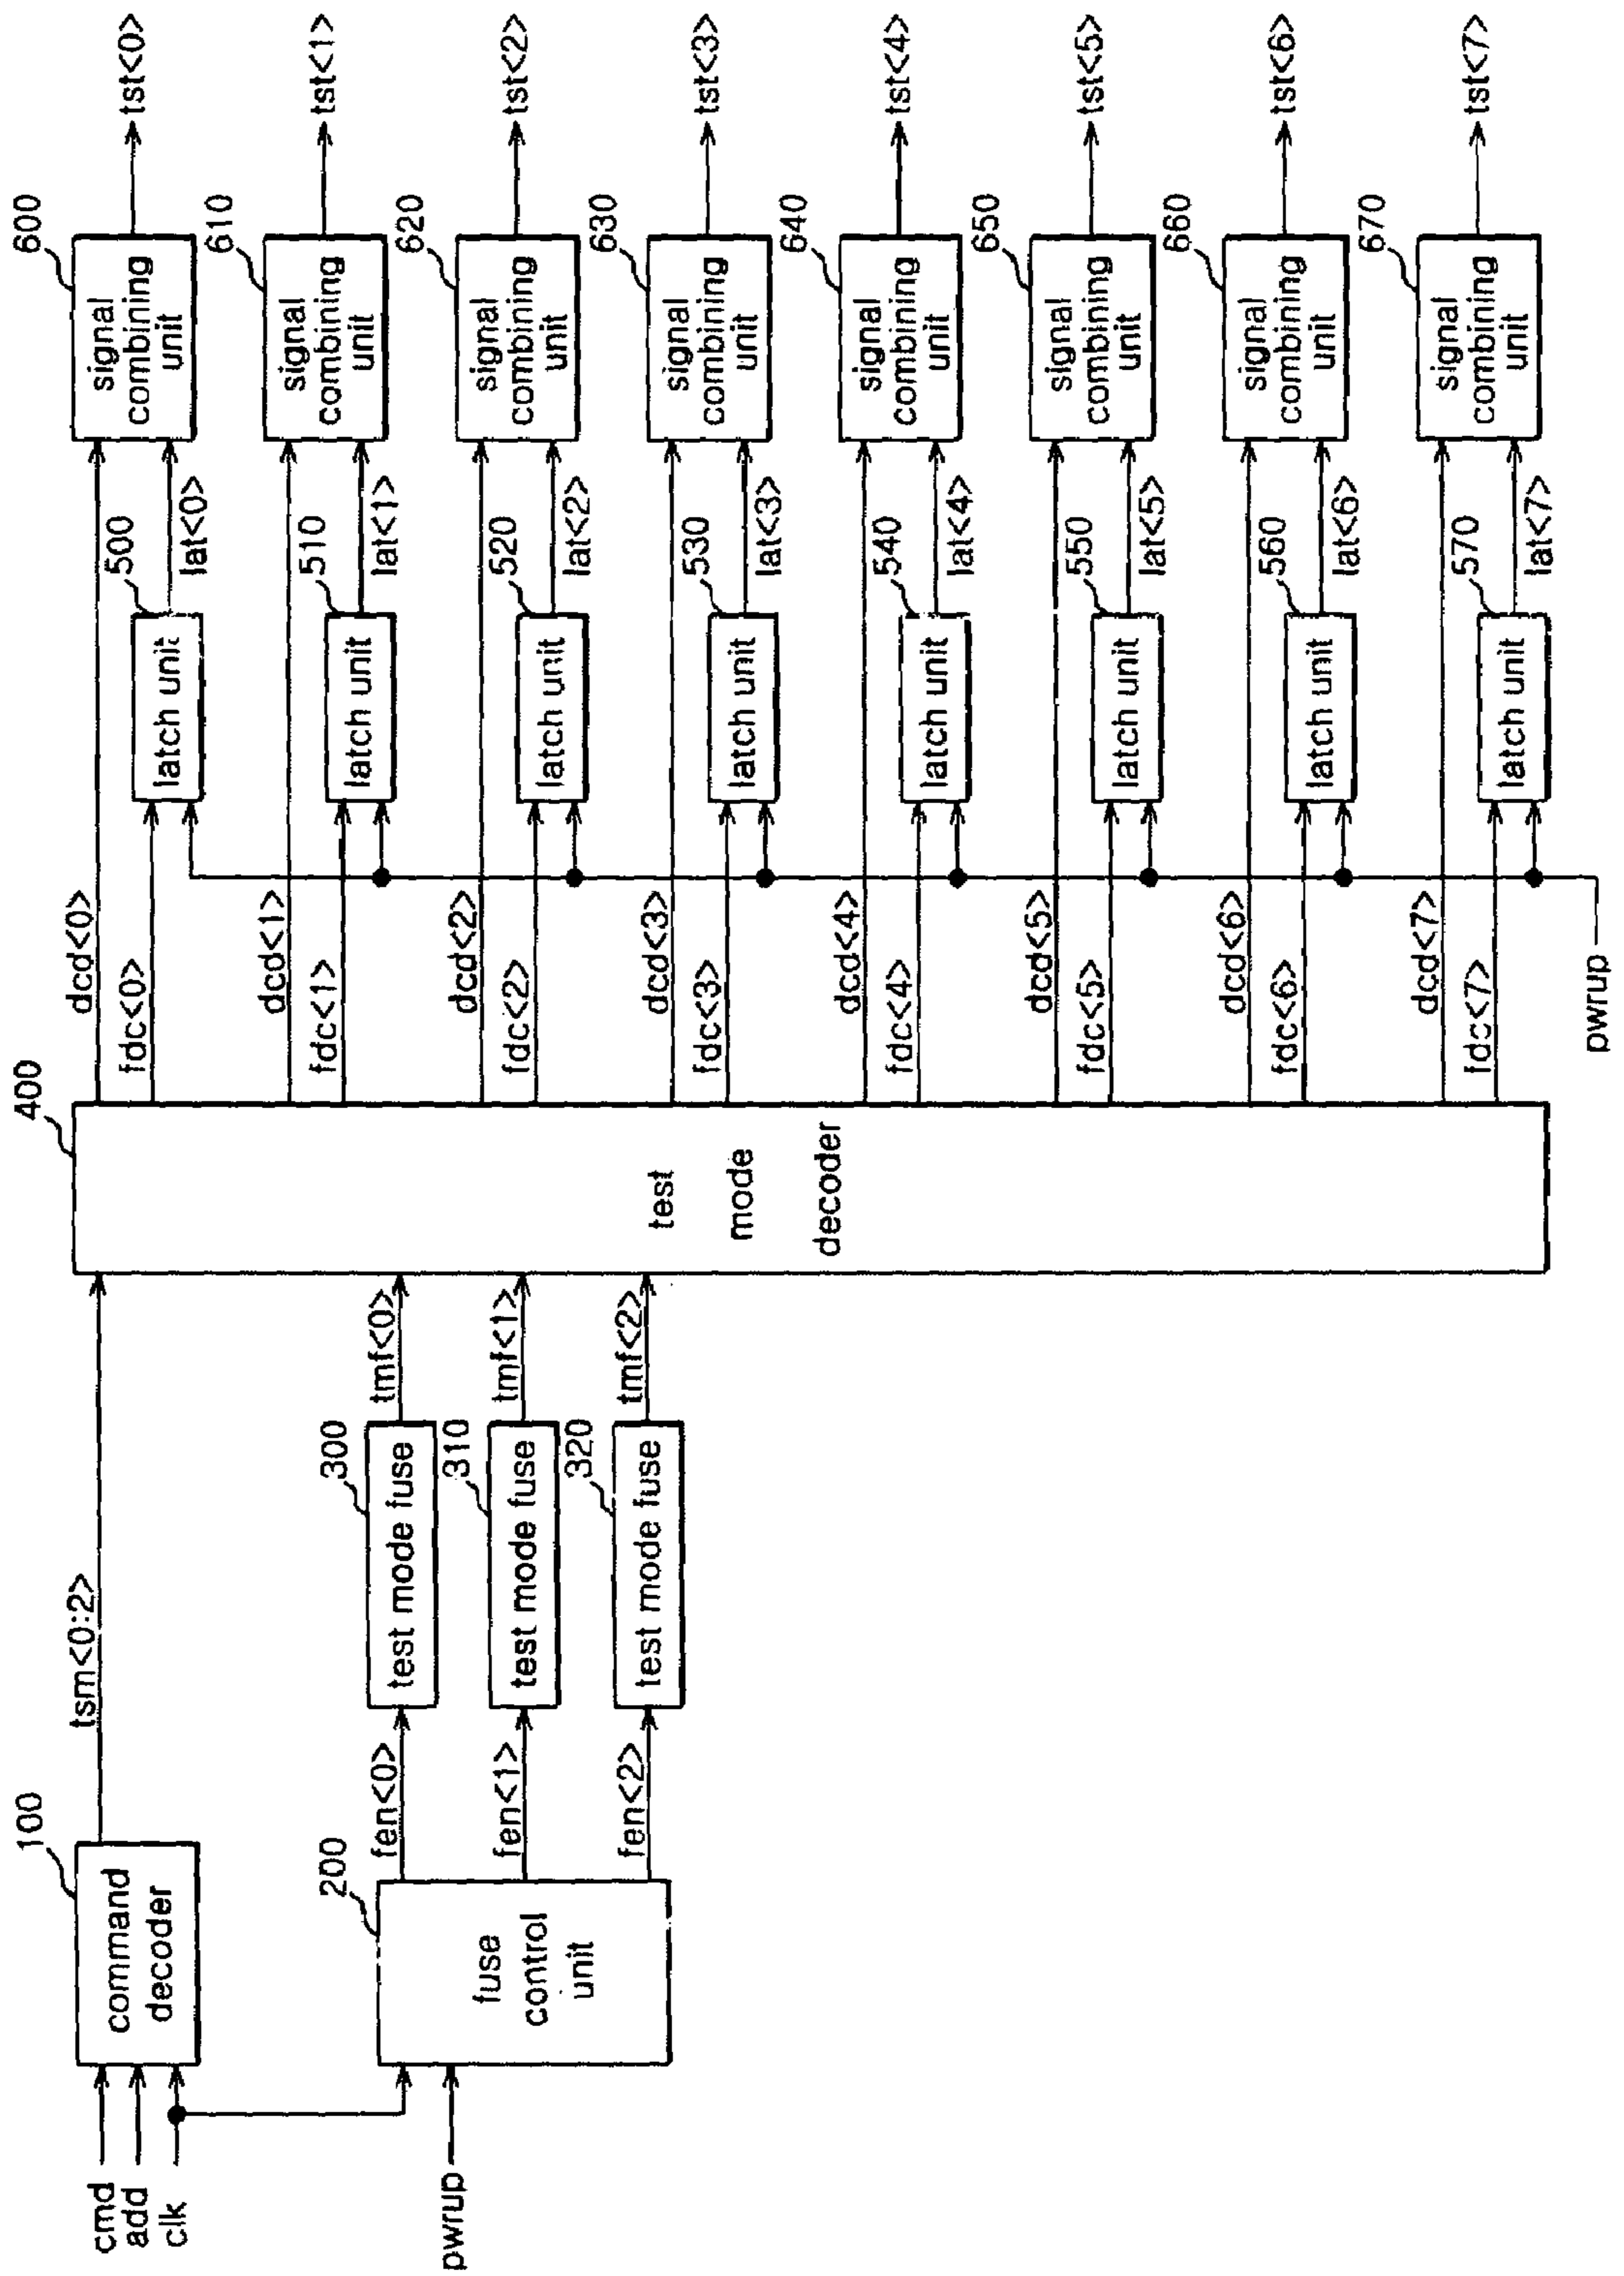 cmd
add
clk
100
command
decoder
tsm<0:2>
pwrup
200
fuse
control
unit
fen<0>
fen<1>
fen<2>
300
test mode fuse
310
test mode fuse
320
test mode fuse
tmf<0>
tmf<1>
tmf<2>
400
test
mode
decoder
dcd<0>
fdc<0>
500
latch unit
lat<0>
600
signal
combining
unit
tst<0>
dcd<1>
fdc<1>
510
latch unit
lat<1>
610
signal
combining
unit
tst<1>
dcd<2>
fdc<2>
520
latch unit
lat<2>
620
signal
combining
unit
tst<2>
dcd<3>
fdc<3>
530
latch unit
lat<3>
630
signal
combining
unit
tst<3>
dcd<4>
fdc<4>
540
latch unit
lat<4>
640
signal
combining
unit
tst<4>
dcd<5>
fdc<5>
550
latch unit
lat<5>
650
signal
combining
unit
tst<5>
dcd<6>
fdc<6>
560
latch unit
lat<6>
660
signal
combining
unit
tst<6>
dcd<7>
fdc<7>
570
latch unit
lat<7>
670
signal
combining
unit
tst<7>
pwrup